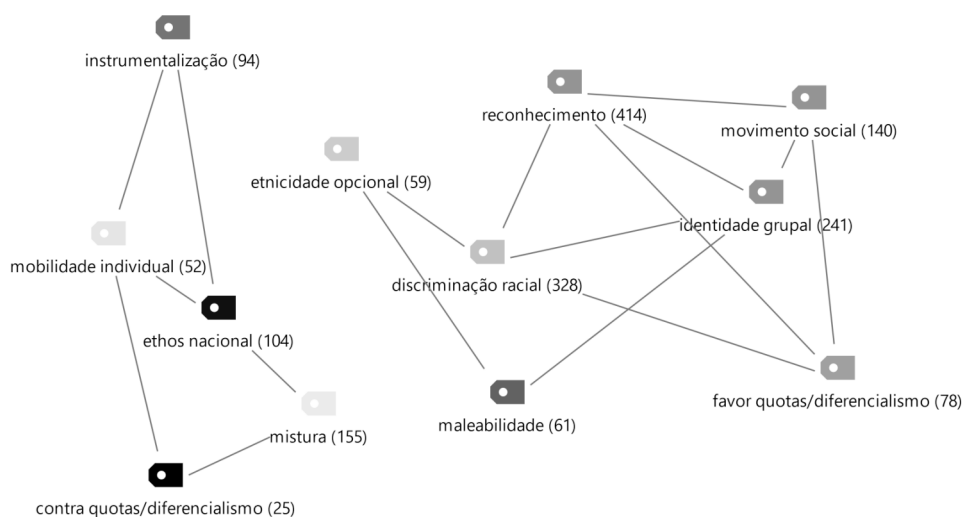 instrumentalização (94)
reconhecimento (414)
movimento social (140)
etnicidade opcional (59)
identidade grupal (241)
mobilidade individual (52)
discriminação racial (328)
ethos nacional (104)
favor quotas/diferencialismo (78)
maleabilidade (61)
mistura (155)
contra quotas/diferencialismo (25)